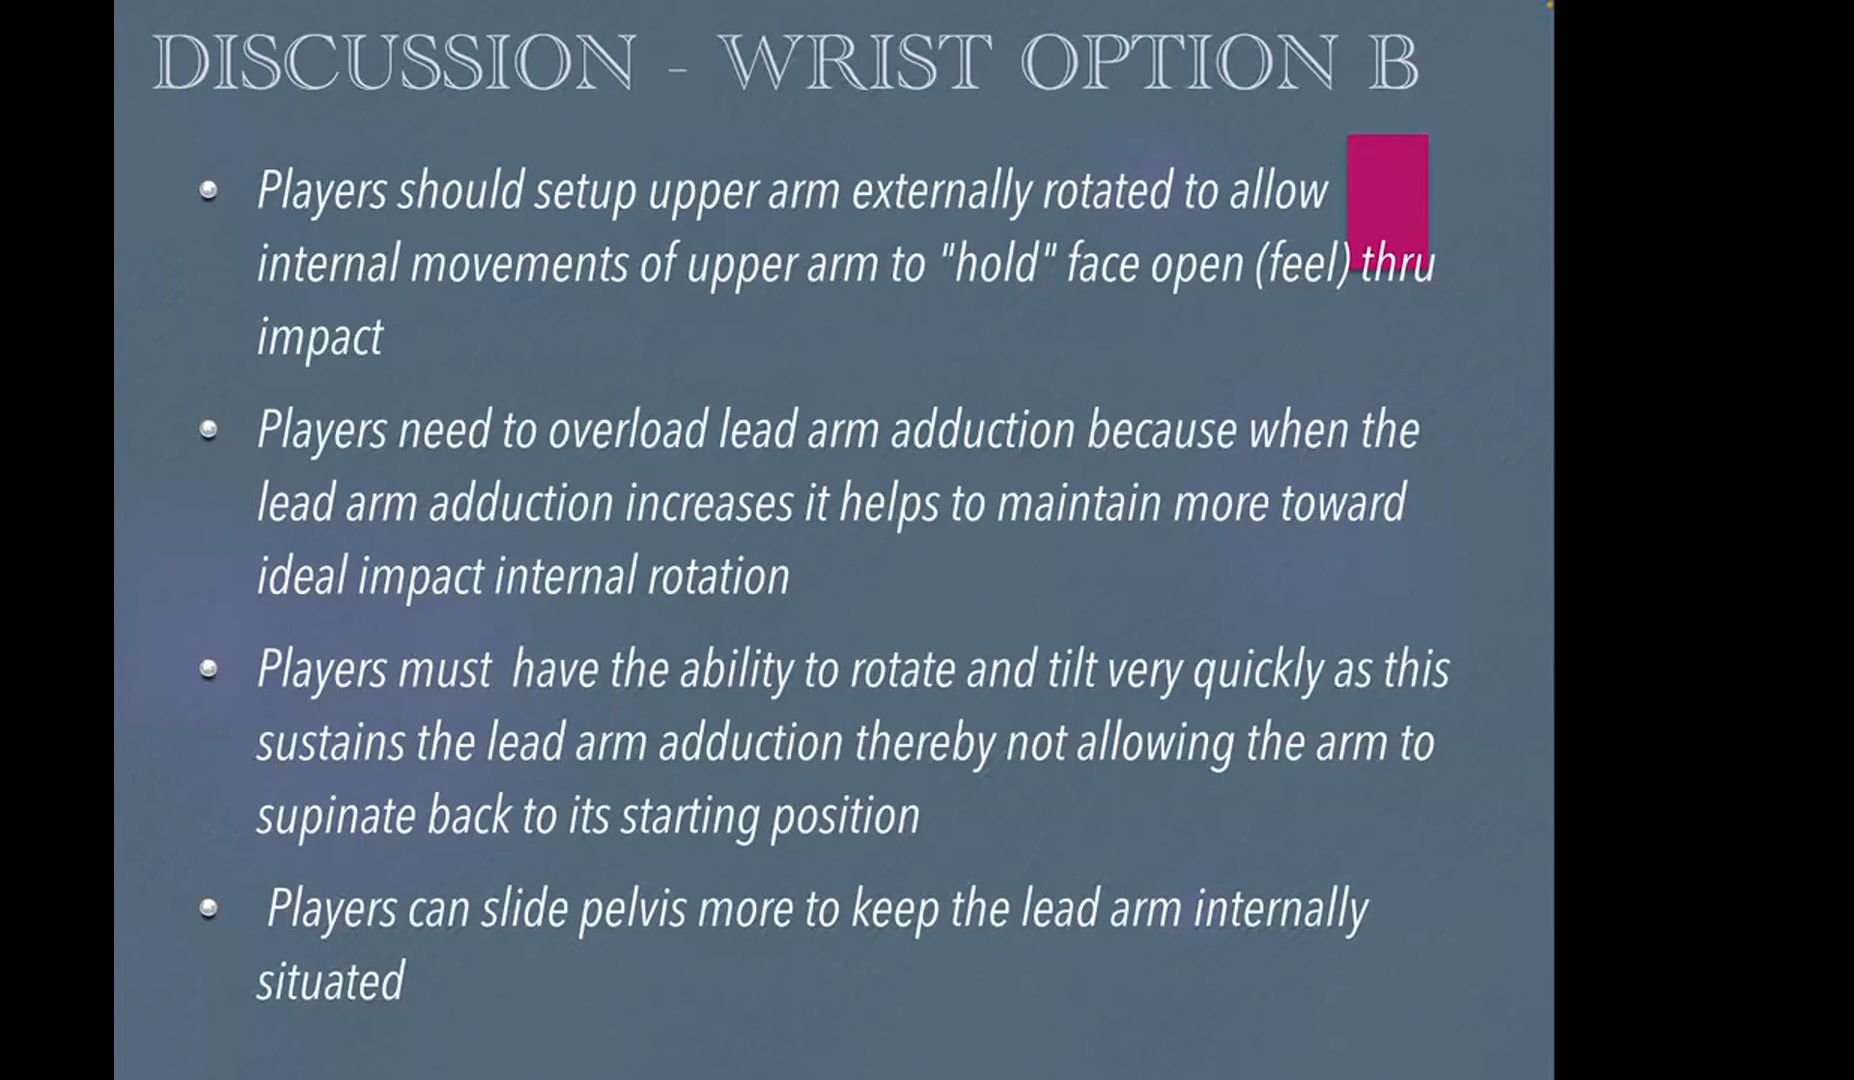 DISCUSSION - WRIST OPTION B
Players should setup upper arm externally rotated to allow
internal movements of upper arm to "hold" face open (feel) thru
impact
Players need to overload lead arm adduction because when the
lead arm adduction increases it helps to maintain more toward
ideal impact internal rotation
Players must  have the ability to rotate and tilt very quickly as this
sustains the lead arm adduction thereby not allowing the arm to
supinate back to its starting position
Players can slide pelvis more to keep the lead arm internally
situated